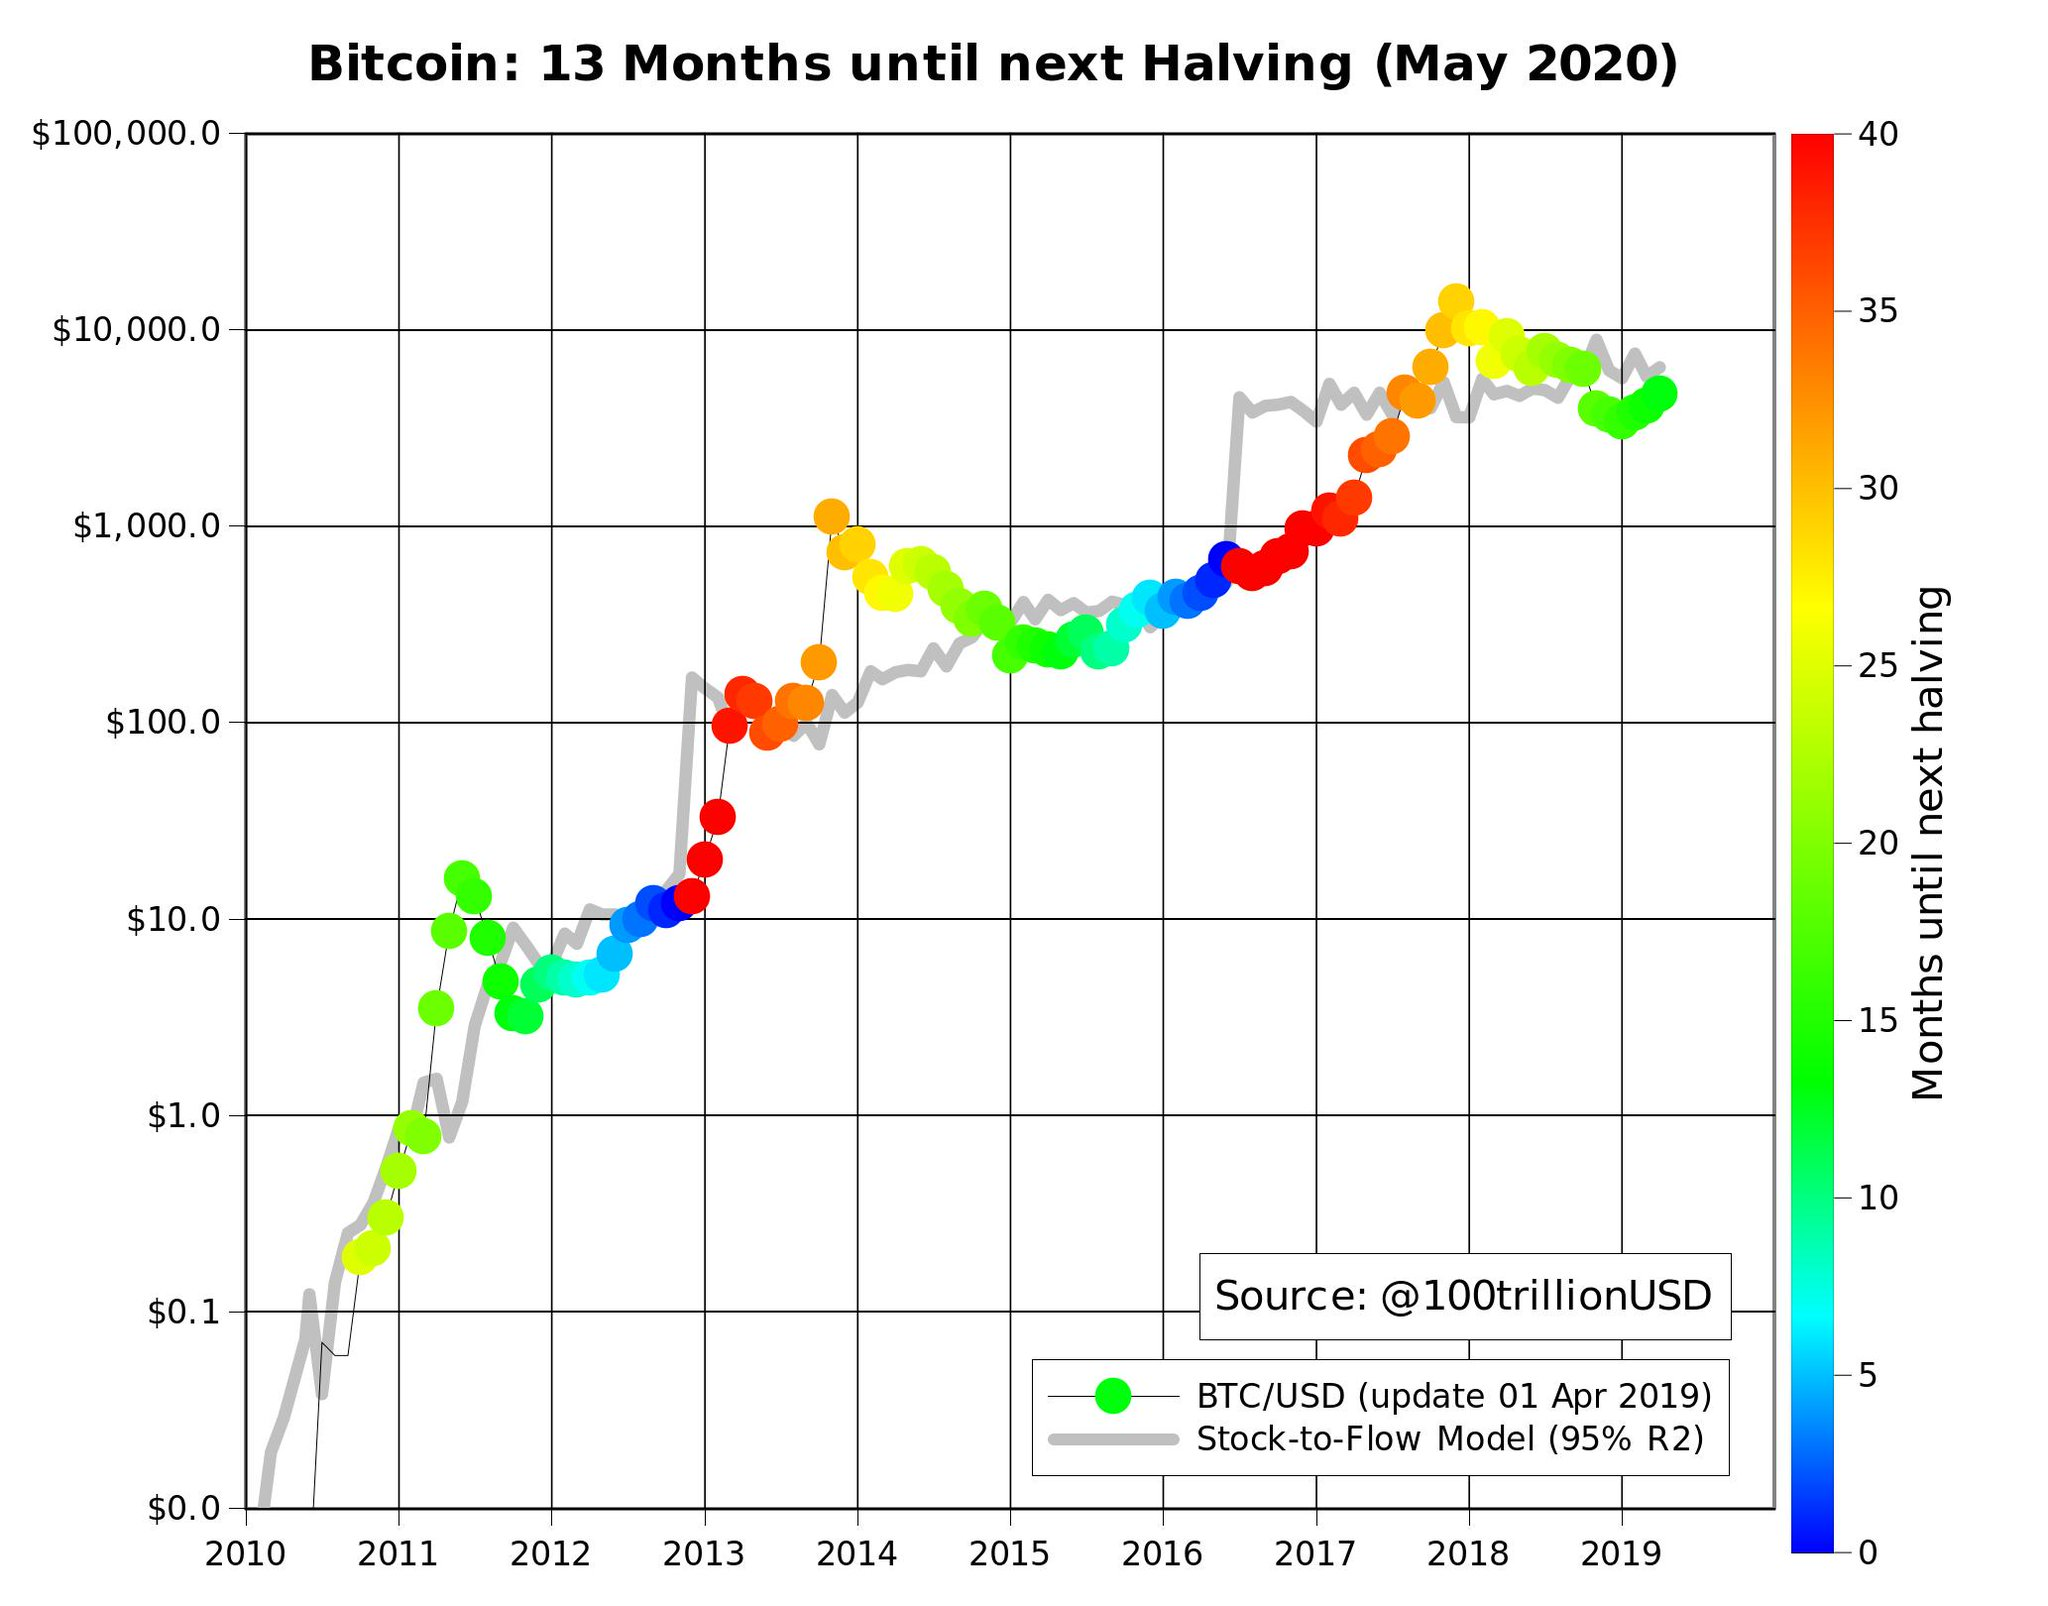 Bitcoin: 13 Months until next Halving (May 2020)
$100,000.0
$10,000.0
$1,000.0
$100.0
$10.0
$1.0
$0.1
$0.0
2010 2011 2012 2013 2014 2015 2016 2017 2018 2019
40
35
30
25
20
15
10
5
0
Months until next halving
Source: @100trillionUSD
BTC/USD (update 01 Apr 2019)
Stock-to-Flow Model (95% R2)